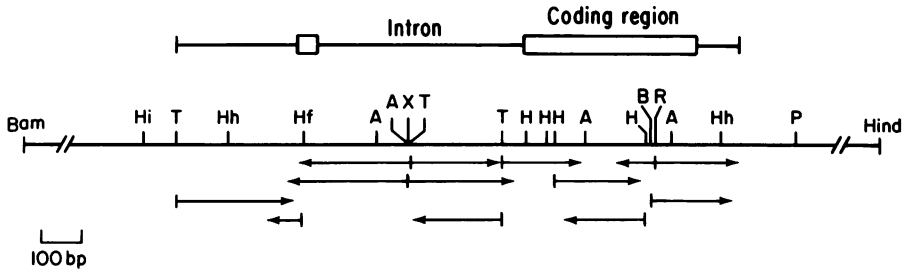 Coding region
Intron
A X T B R
Bam Hi T Hh Hf A T H H H A H A Hh P Hind
100 bp